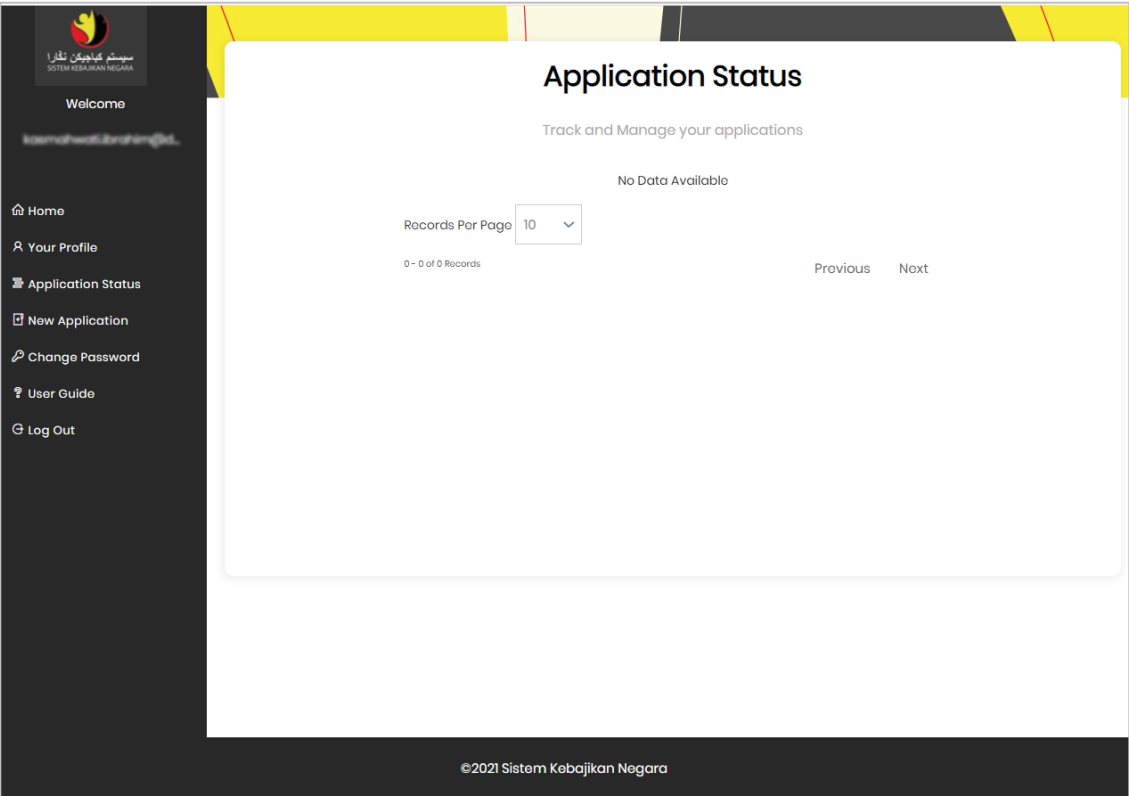 سيستم كباجيكن نݢارا
SISTEM KEBAJIKAN NEGARA
Welcome
Home
Your Profile
Application Status
New Application
Change Password
User Guide
Log Out
Application Status
Track and Manage your applications
No Data Available
Records Per Page 10
0 - 0 of 0 Records
Previous Next
©2021 Sistem Kebajikan Negara